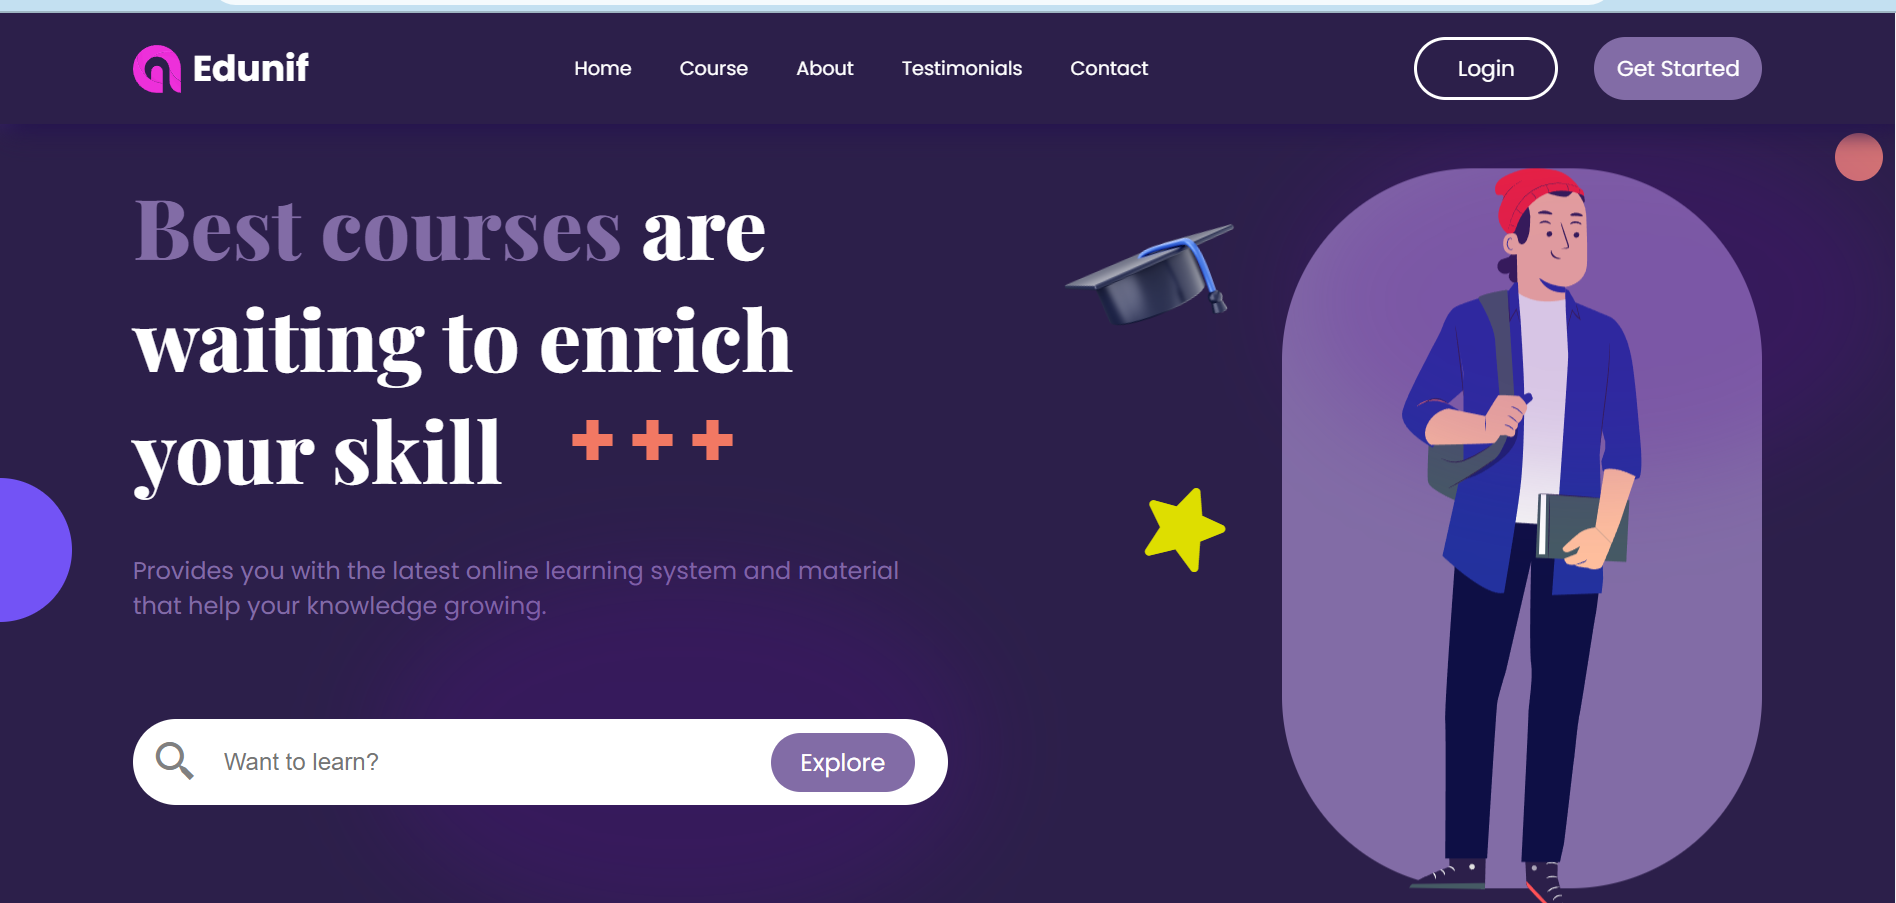 Edunif
Home Course About Testimonials Contact
Login Get Started
Best courses are
waiting to enrich
your skill
Provides you with the latest online learning system and material
that help your knowledge growing.
Want to learn? Explore